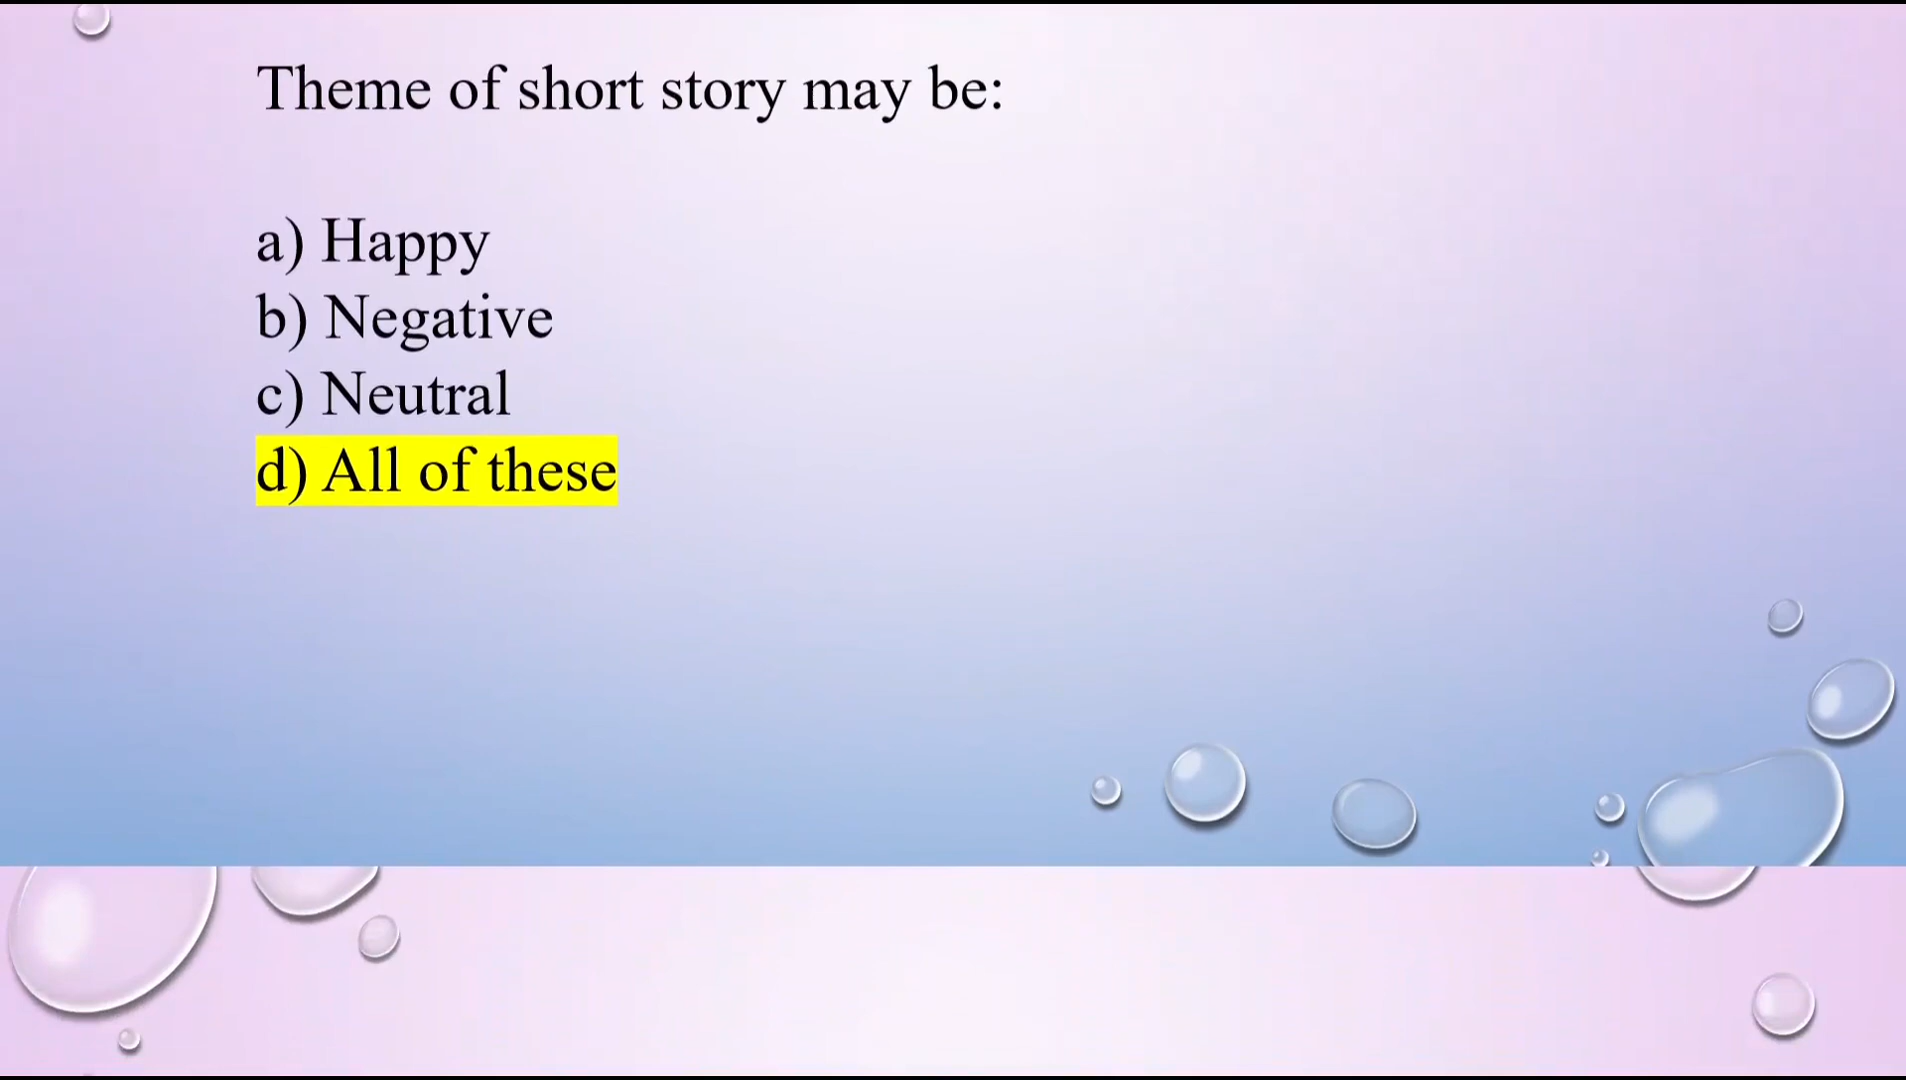 Theme of short story may be:
a) Happy
b) Negative
c) Neutral
d) All of these